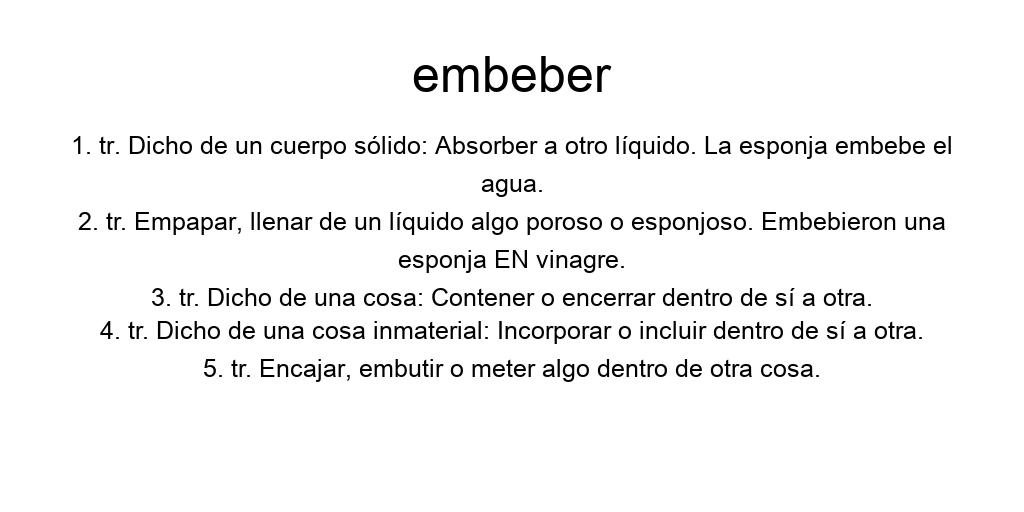 embeber
1. tr. Dicho de un cuerpo sólido: Absorber a otro líquido. La esponja embebe el
agua.
2. tr. Empapar, llenar de un líquido algo poroso o esponjoso. Embebieron una
esponja EN vinagre.
3. tr. Dicho de una cosa: Contener o encerrar dentro de sí a otra.
4. tr. Dicho de una cosa inmaterial: Incorporar o incluir dentro de sí a otra.
5. tr. Encajar, embutir o meter algo dentro de otra cosa.